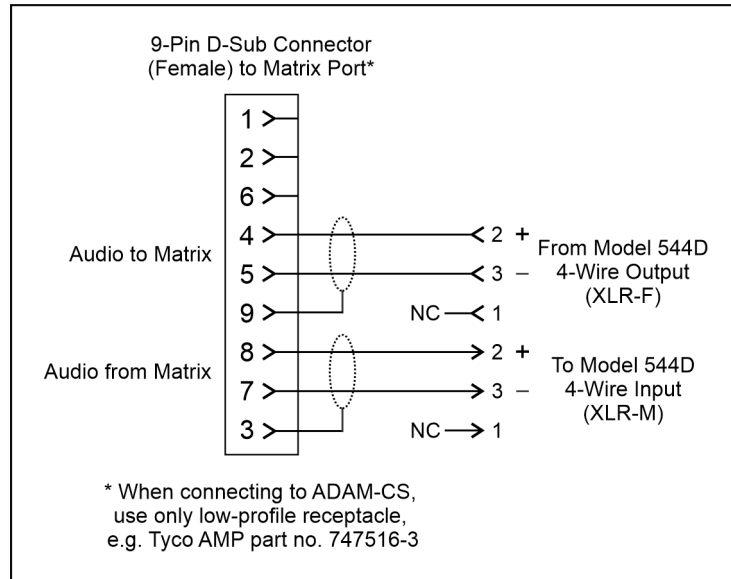 9-Pin D-Sub Connector
(Female) to Matrix Port*
1
2
6
Audio to Matrix
4
5
9
2 +
3 –
NC 1
From Model 544D
4-Wire Output
(XLR-F)
Audio from Matrix
8
7
3
2 +
3 –
NC 1
To Model 544D
4-Wire Input
(XLR-M)
* When connecting to ADAM-CS,
use only low-profile receptacle,
e.g. Tyco AMP part no. 747516-3